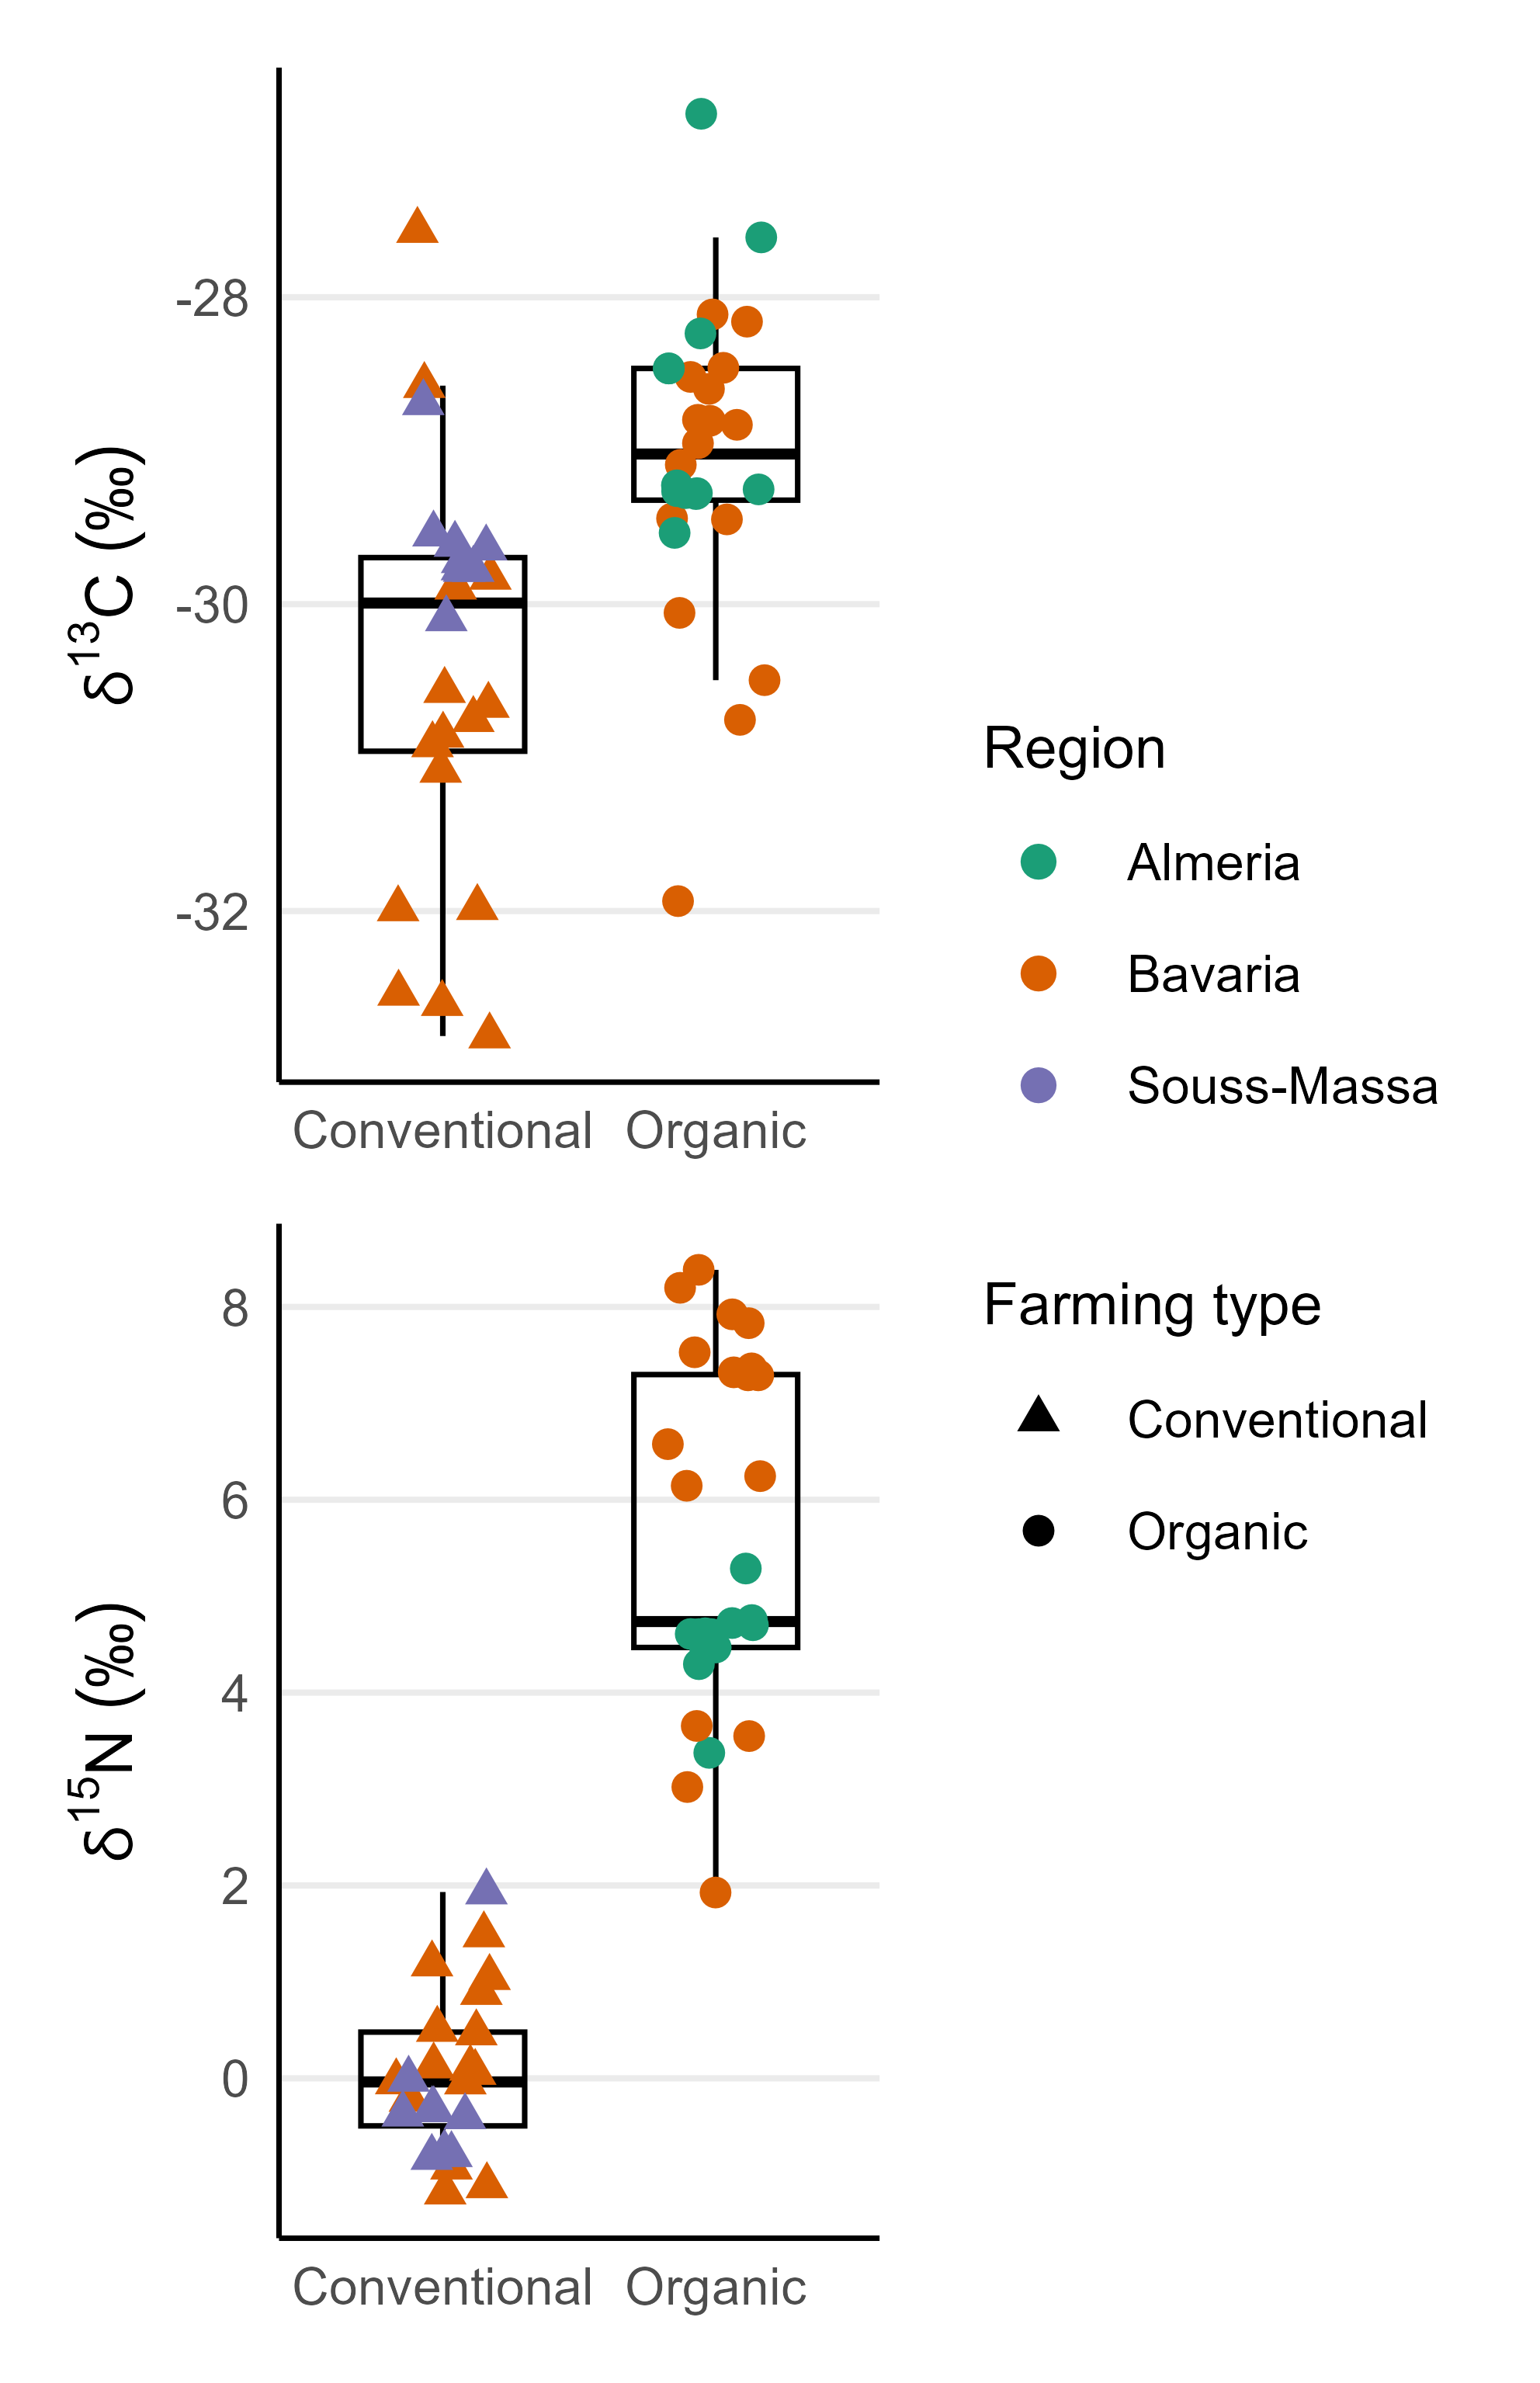 δ¹³C (‰)
-28
-30
-32
Conventional Organic
Region
Almeria
Bavaria
Souss-Massa
δ¹⁵N (‰)
8
6
4
2
0
Conventional Organic
Farming type
Conventional
Organic